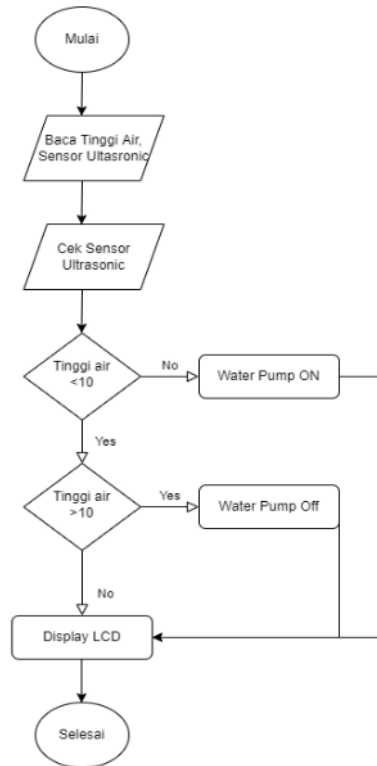 Mulai
Baca Tinggi Air,
Sensor Ultasronic
Cek Sensor
Ultrasonic
Tinggi air
<10
No
Water Pump ON
Yes
Tinggi air
>10
Yes
Water Pump Off
No
Display LCD
Selesai